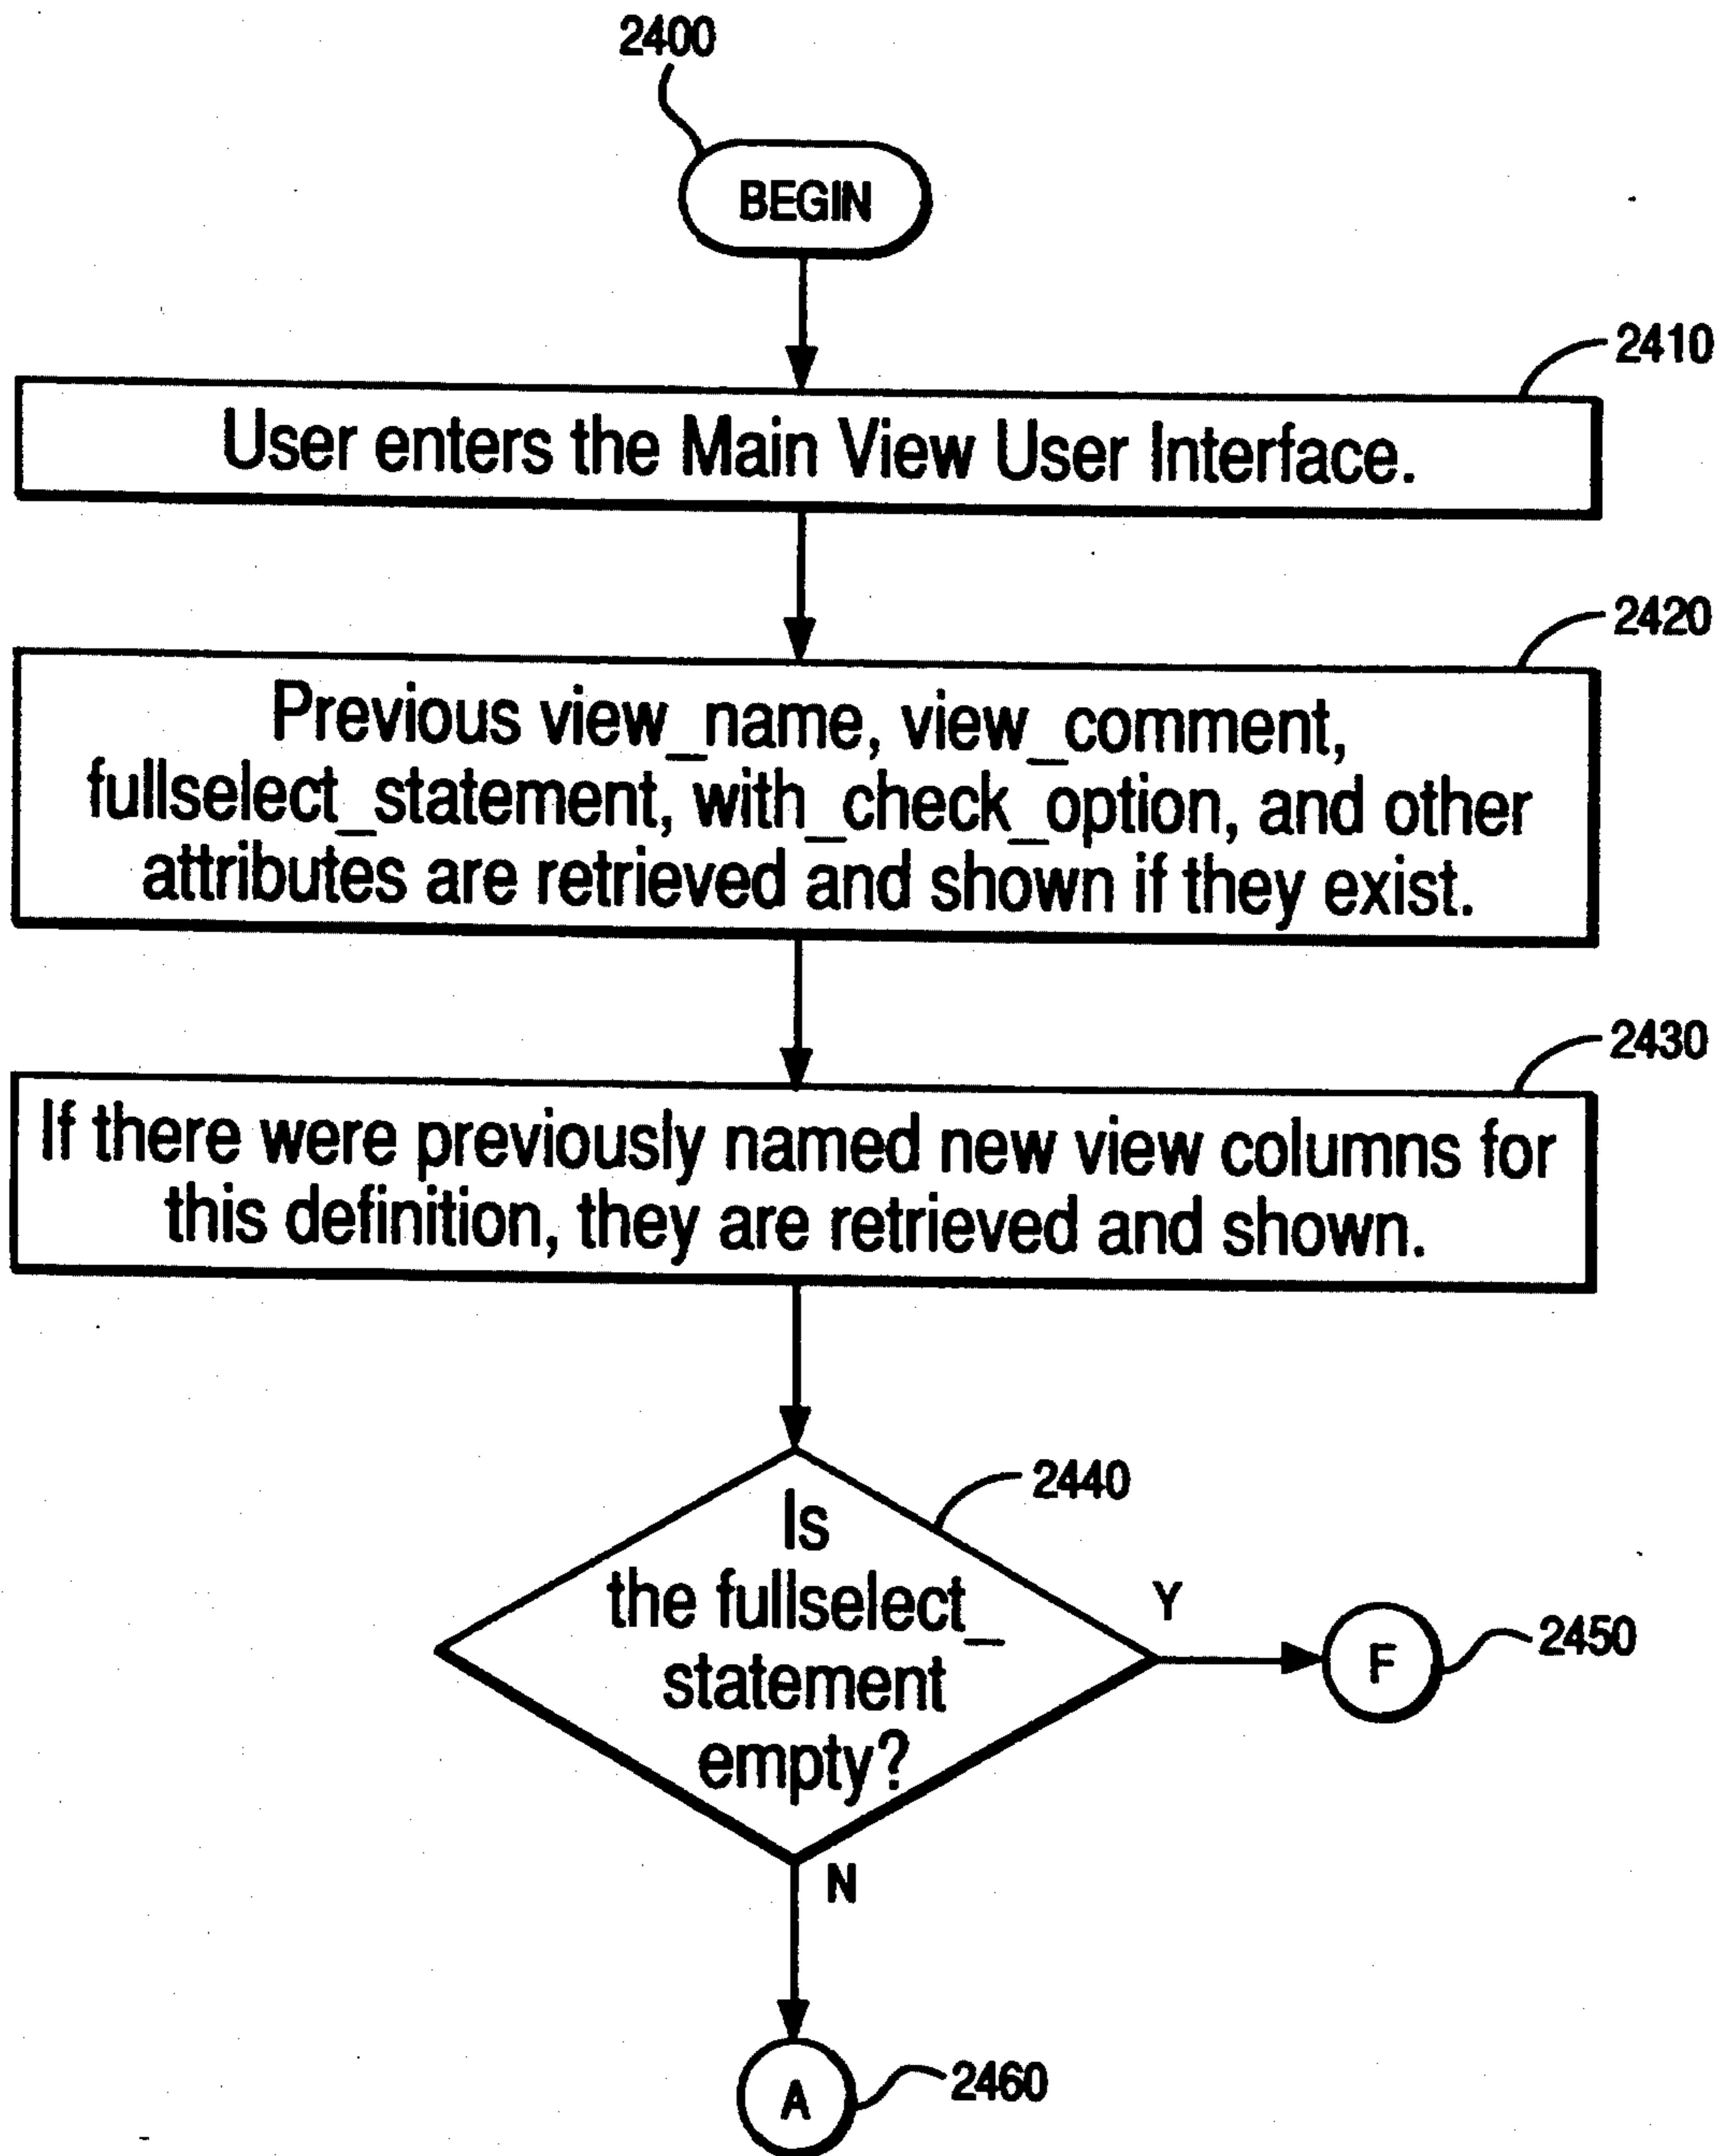 2400
BEGIN
2410
User enters the Main View User Interface.
2420
Previous view_name, view_comment,
fullselect_statement, with_check_option, and other
attributes are retrieved and shown if they exist.
2430
If there were previously named new view columns for
this definition, they are retrieved and shown.
2440
Is
the fullselect_
statement
empty?
Y
F
2450
N
A
2460